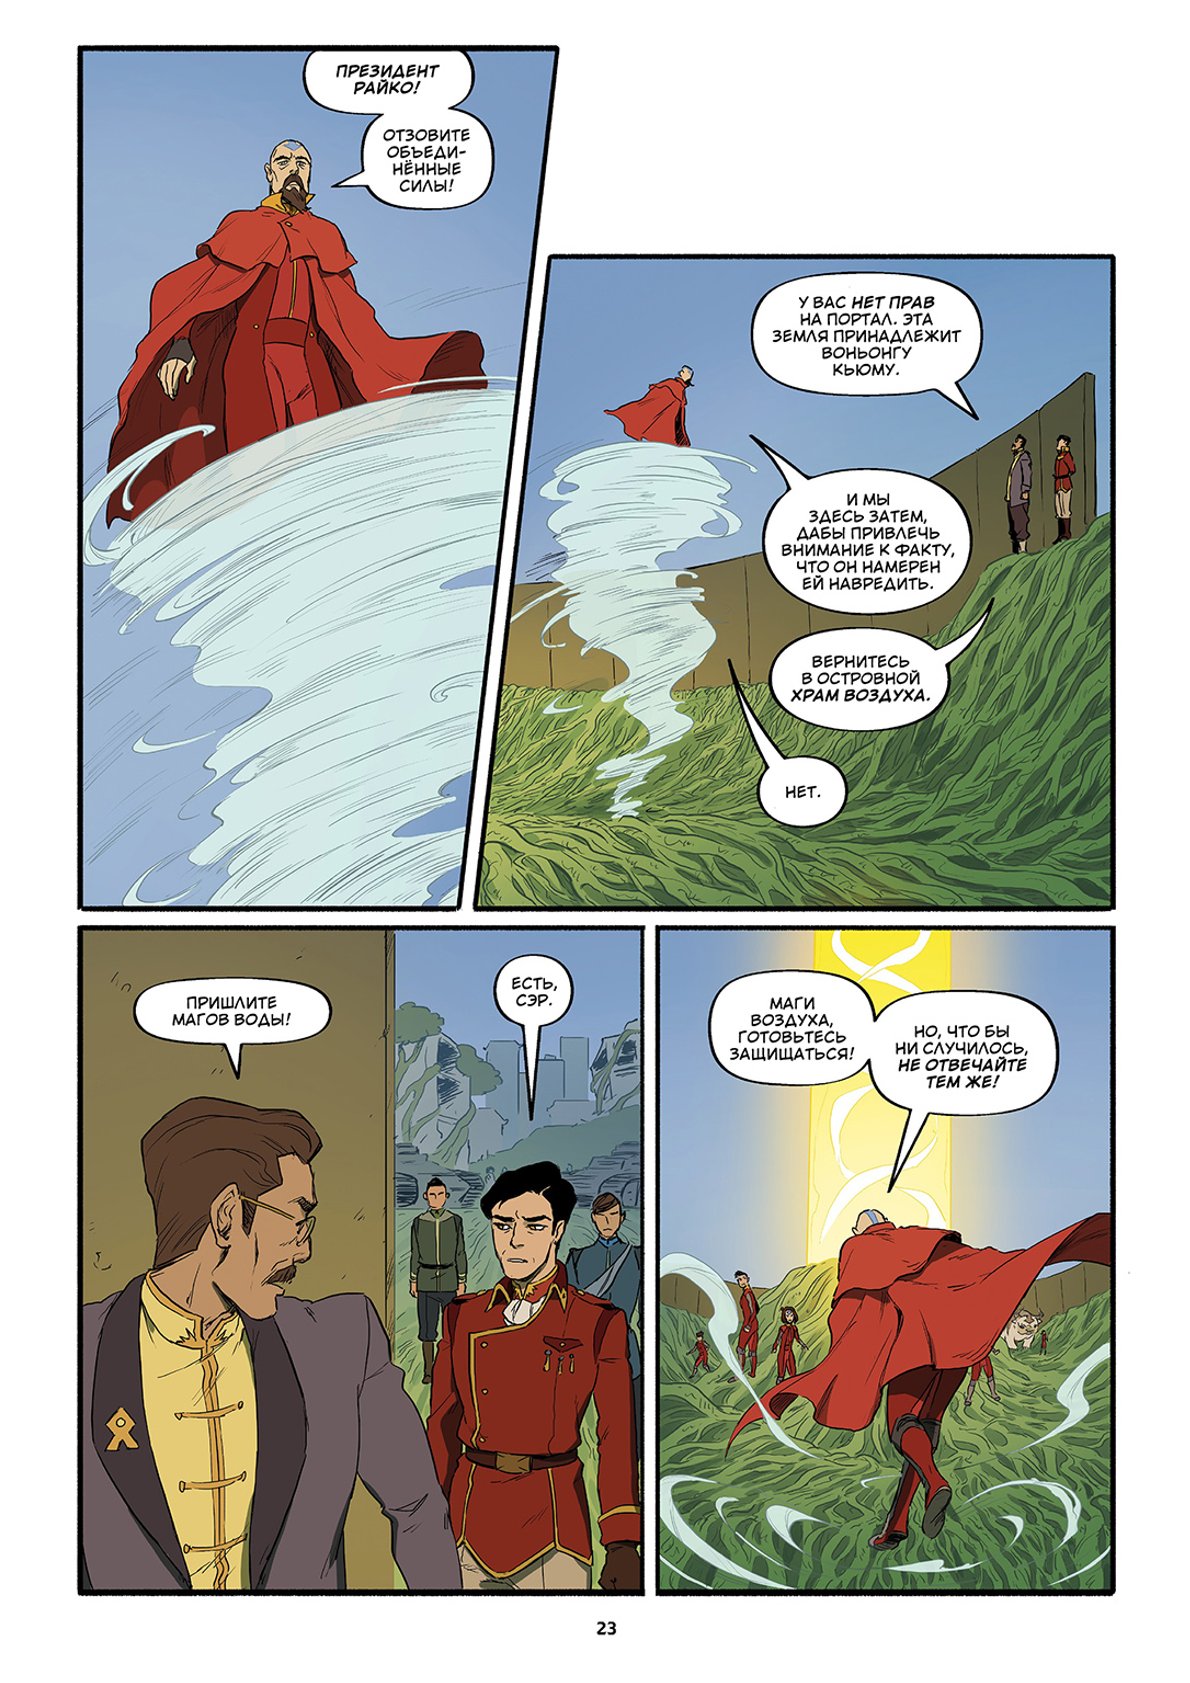 ПРЕЗИДЕНТ
РАЙКО!
ОТЗОВИТЕ
ОБЪЕДИ-
НЁННЫЕ
СИЛЫ!
У ВАС НЕТ ПРАВ
НА ПОРТАЛ. ЭТА
ЗЕМЛЯ ПРИНАДЛЕЖИТ
ВОНЬОНГУ
КЬЮМУ.
И МЫ
ЗДЕСЬ ЗАТЕМ,
ДАБЫ ПРИВЛЕЧЬ
ВНИМАНИЕ К ФАКТУ,
ЧТО ОН НАМЕРЕН
ЕЙ НАВРЕДИТЬ.
ВЕРНИТЕСЬ
В ОСТРОВНОЙ
ХРАМ ВОЗДУХА.
НЕТ.
ПРИШЛИТЕ
МАГОВ ВОДЫ!
ЕСТЬ,
СЭР.
МАГИ
ВОЗДУХА,
ГОТОВЬТЕСЬ
ЗАЩИЩАТЬСЯ!
НО, ЧТО БЫ
НИ СЛУЧИЛОСЬ,
НЕ ОТВЕЧАЙТЕ
ТЕМ ЖЕ!
23